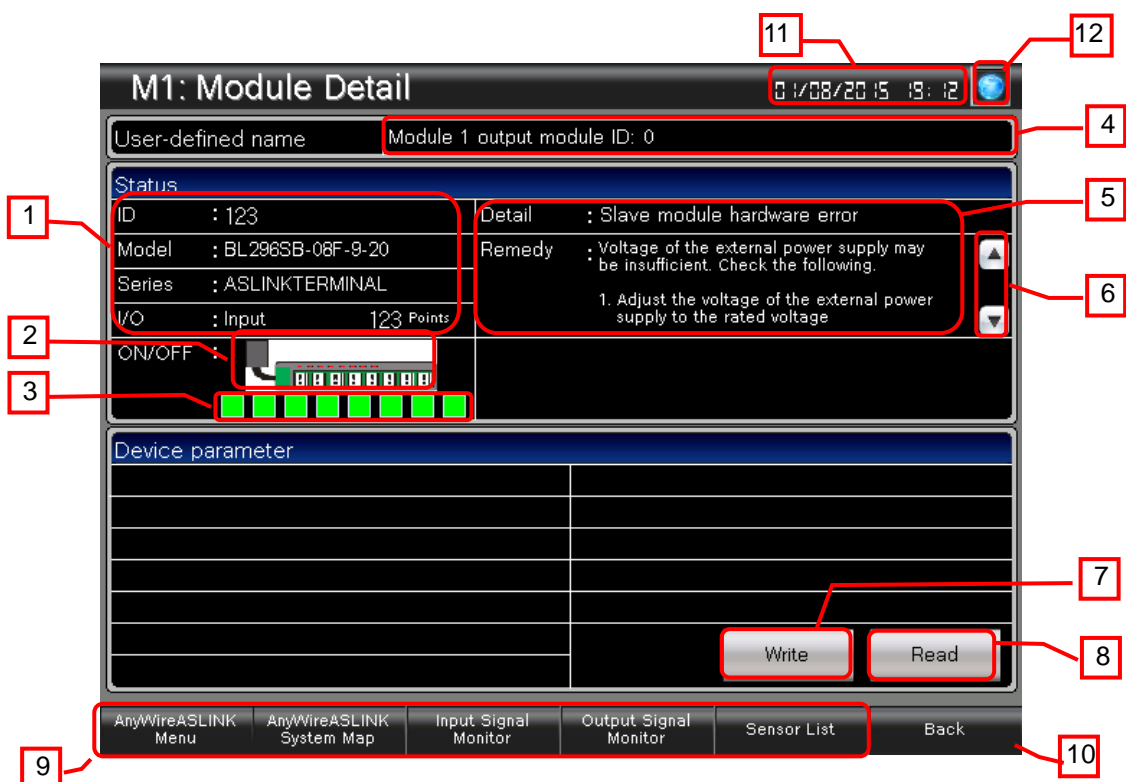 11
12
M1: Module Detail
01/08/2015 19:12
User-defined name
Module 1 output module ID: 0
4
Status
1
ID : 123
Detail : Slave module hardware error
5
Model : BL296SB-08F-9-20
Remedy : Voltage of the external power supply may
be insufficient. Check the following.
Series : ASLINKTERMINAL
1. Adjust the voltage of the external power
supply to the rated voltage
6
I/O : Input 123 Points
2
ON/OFF :
3
Device parameter
7
Write
Read
8
AnyWireASLINK
Menu
AnyWireASLINK
System Map
Input Signal
Monitor
Output Signal
Monitor
Sensor List
Back
9
10